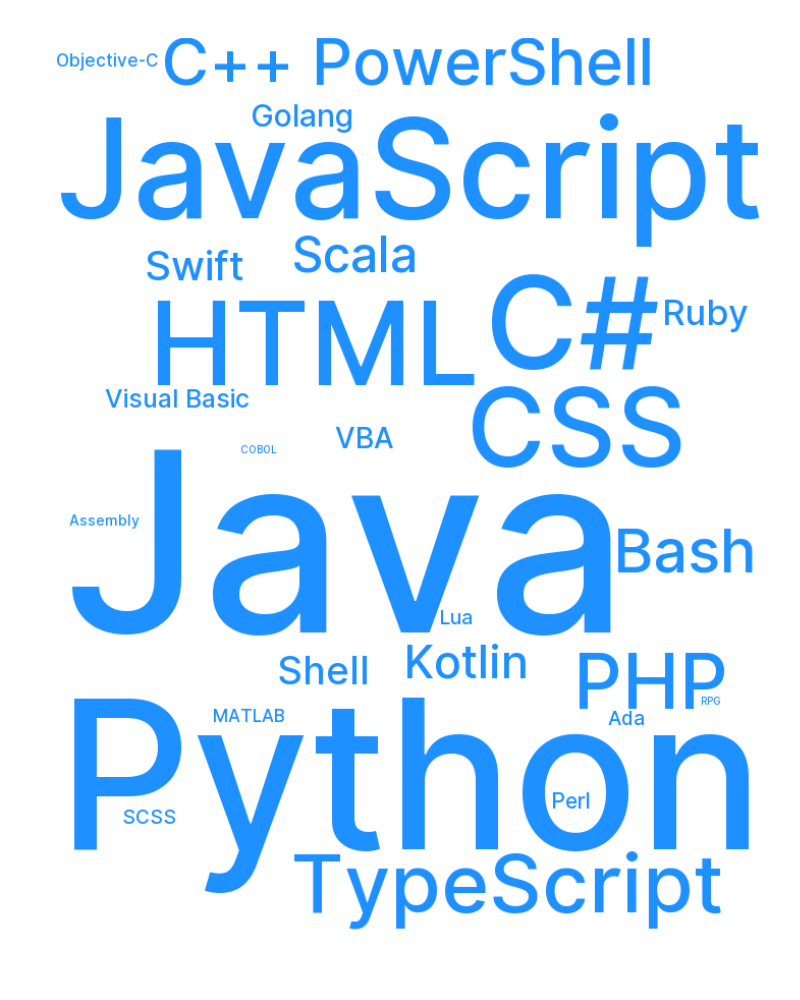 Objective-C C++ PowerShell
Golang
JavaScript
Swift Scala
HTML C# Ruby
Visual Basic CSS
VBA
COBOL
Java
Assembly
Bash
Lua
Shell Kotlin PHP
RPG
MATLAB Ada
Python
Perl
SCSS
TypeScript